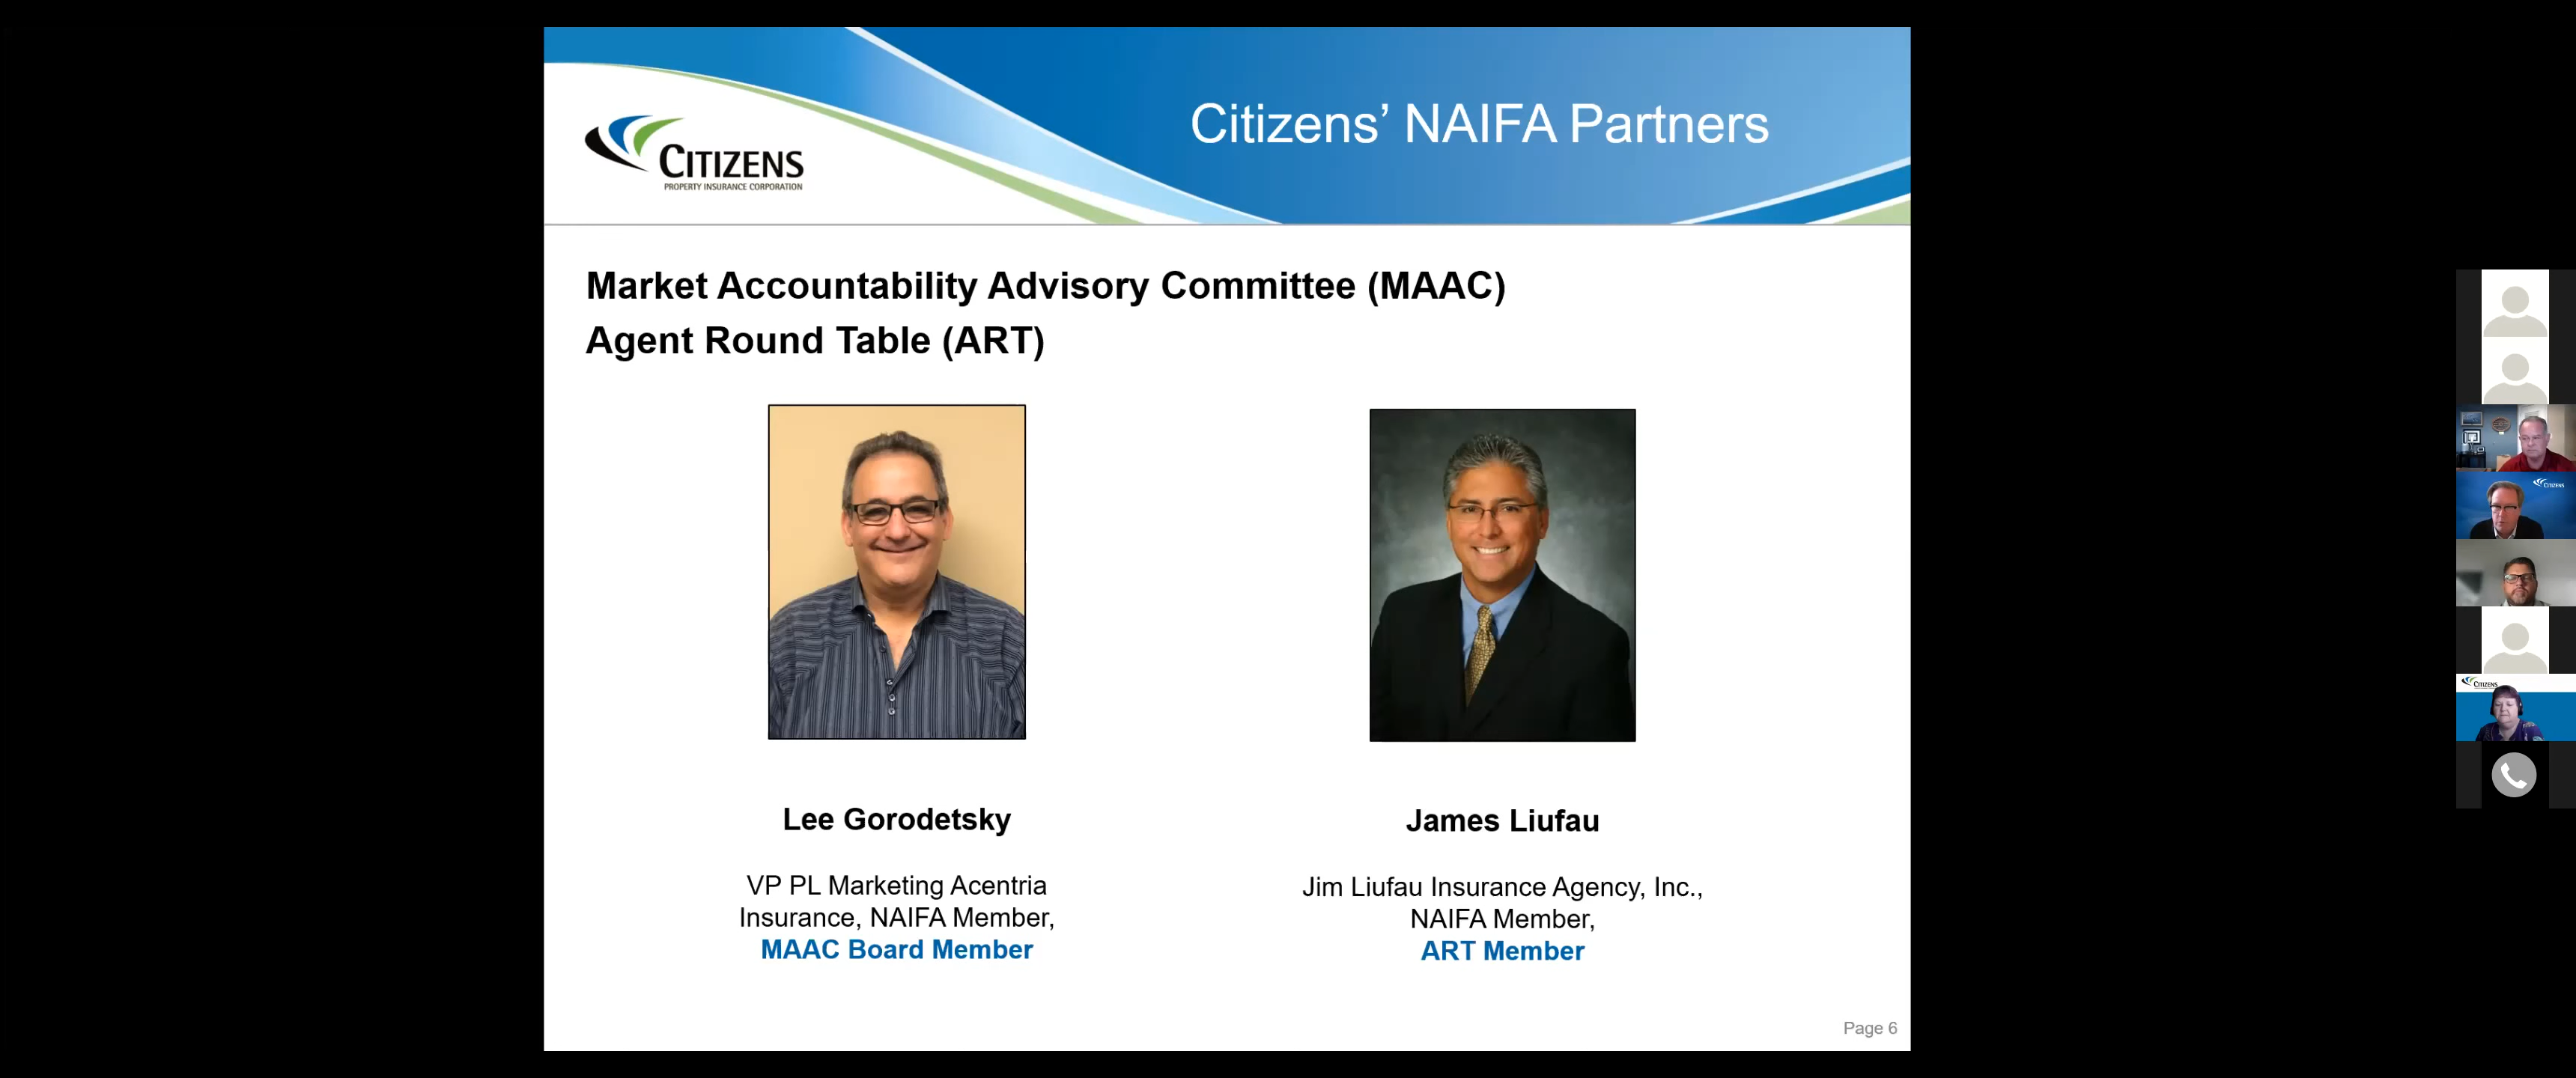 Citizens’ NAIFA Partners
CITIZENS
PROPERTY INSURANCE CORPORATION
Market Accountability Advisory Committee (MAAC)
Agent Round Table (ART)
Lee Gorodetsky
VP PL Marketing Acentria
Insurance, NAIFA Member,
MAAC Board Member
James Liufau
Jim Liufau Insurance Agency, Inc.,
NAIFA Member,
ART Member
Page 6
CITIZENS
CITIZENS